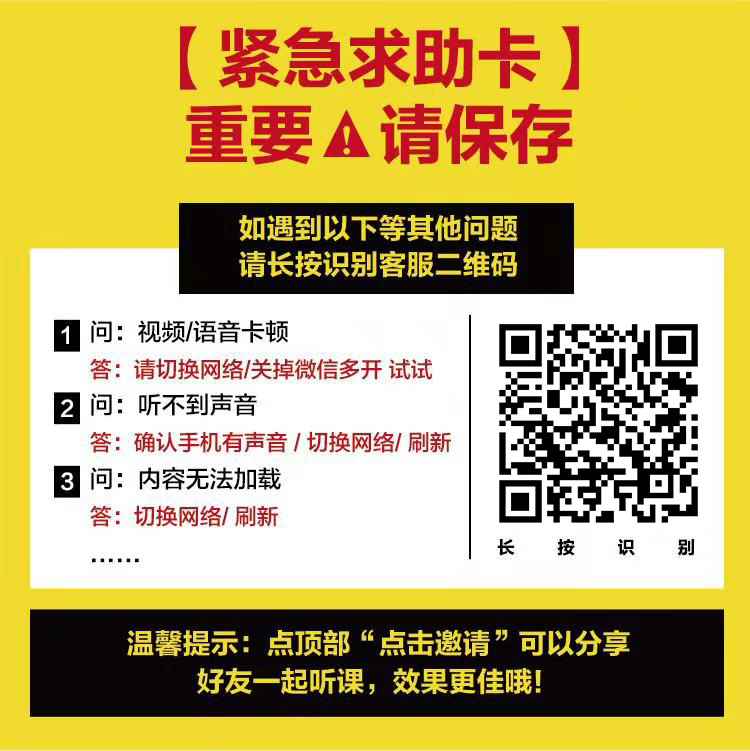 【紧急求助卡】
重要⚠请保存
如遇到以下等其他问题
请长按识别客服二维码
1 问：视频/语音卡顿
答：请切换网络/关掉微信多开 试试
2 问：听不到声音
答：确认手机有声音 / 切换网络/ 刷新
3 问：内容无法加载
答：切换网络/ 刷新
......
长按识别
温馨提示：点顶部“点击邀请”可以分享
好友一起听课，效果更佳哦！